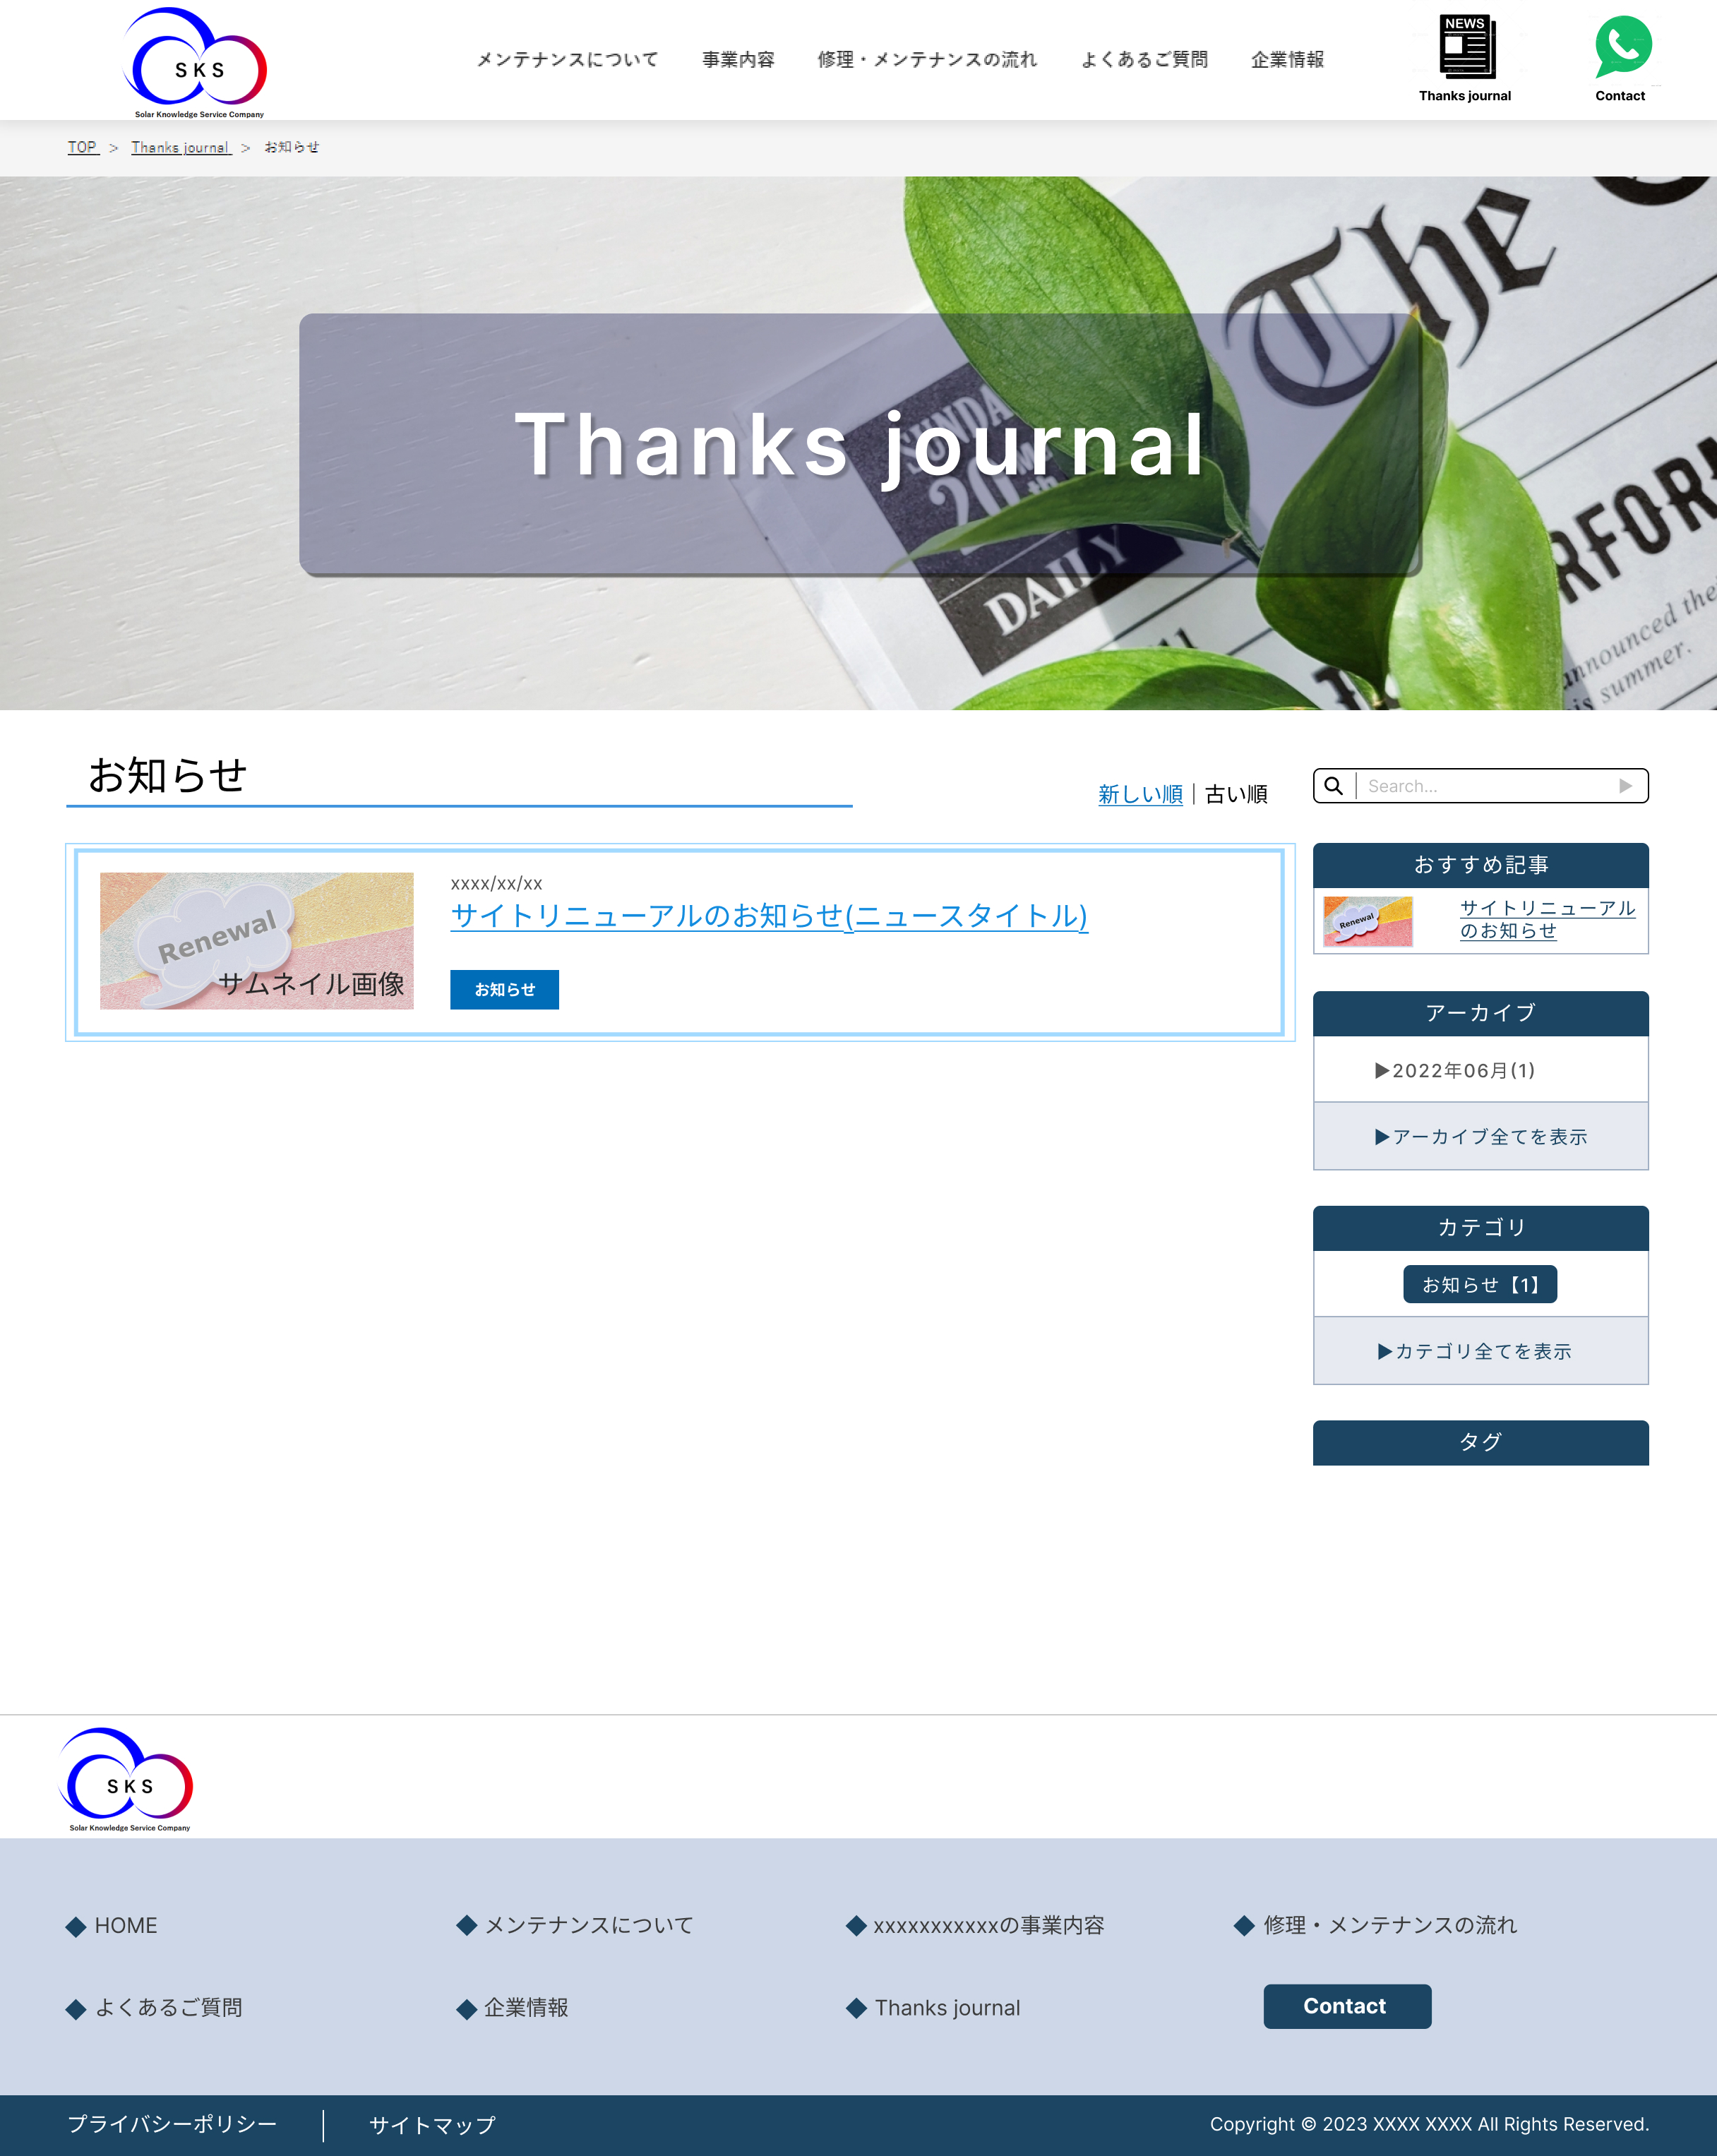 SKS
Solar Knowledge Service Company
メンテナンスについて
事業内容
修理・メンテナンスの流れ
よくあるご質問
企業情報
NEWS
Thanks journal
Contact
TOP > Thanks journal > お知らせ
The
SUNDA
20
th
DAILY
RFOR
announced the
is summer.
Thanks journal
お知らせ
新しい順｜古い順
Search...
Renewal
サムネイル画像
xxxx/xx/xx
サイトリニューアルのお知らせ(ニュースタイトル)
お知らせ
おすすめ記事
Renewal
サイトリニューアル
のお知らせ
アーカイブ
▶2022年06月(1)
▶アーカイブ全てを表示
カテゴリ
お知らせ【1】
▶カテゴリ全てを表示
タグ
SKS
Solar Knowledge Service Company
◆ HOME
◆ メンテナンスについて
◆ xxxxxxxxxxxの事業内容
◆ 修理・メンテナンスの流れ
◆ よくあるご質問
◆ 企業情報
◆ Thanks journal
Contact
プライバシーポリシー
サイトマップ
Copyright © 2023 XXXX XXXX All Rights Reserved.